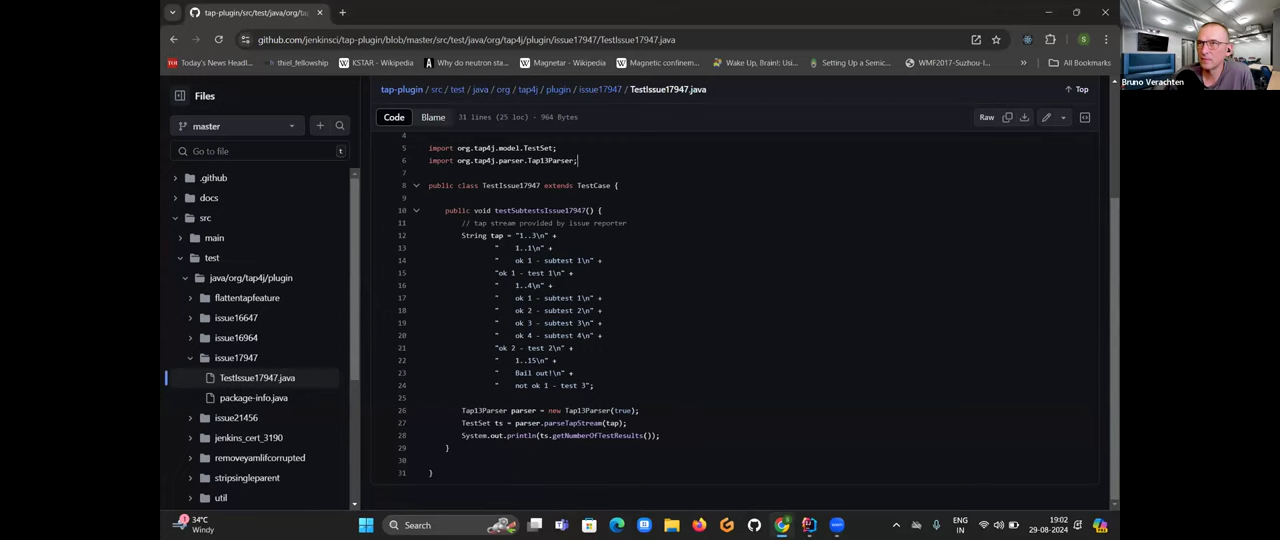 tap-plugin/src/test/java/org/ta
github.com/jenkinsci/tap-plugin/blob/master/src/test/java/org/tap4j/plugin/issue17947/TestIssue17947.java
S
Today's News Headl...
thiel_fellowship
KSTAR - Wikipedia
Why do neutron sta...
Magnetar - Wikipedia
Magnetic confinem...
Wake Up, Brain!: Usi...
Setting Up a Semic...
WMF2017-Suzhou-I...
All Bookmarks
Bruno Verachten
Files
tap-plugin / src / test / java / org / tap4j / plugin / issue17947 / TestIssue17947.java
Top
master
Code Blame 31 lines (25 loc) · 964 Bytes
Raw
Go to file
t
.github
docs
src
main
test
java/org/tap4j/plugin
flattentapfeature
issue16647
issue16964
issue17947
TestIssue17947.java
package-info.java
issue21456
jenkins_cert_3190
removeyamlifcorrupted
stripsingleparent
util
4
5 import org.tap4j.model.TestSet;
6 import org.tap4j.parser.Tap13Parser;
7
8 public class TestIssue17947 extends TestCase {
9
10 public void testSubtestsIssue17947() {
11 // tap stream provided by issue reporter
12 String tap = "1..3\n" +
13 "    1..1\n" +
14 "    ok 1 - subtest 1\n" +
15 "ok 1 - test 1\n" +
16 "    1..4\n" +
17 "    ok 1 - subtest 1\n" +
18 "    ok 2 - subtest 2\n" +
19 "    ok 3 - subtest 3\n" +
20 "    ok 4 - subtest 4\n" +
21 "ok 2 - test 2\n" +
22 "    1..15\n" +
23 "    Bail out!\n" +
24 "    not ok 1 - test 3";
25
26 Tap13Parser parser = new Tap13Parser(true);
27 TestSet ts = parser.parseTapStream(tap);
28 System.out.println(ts.getNumberOfTestResults());
29 }
30
31 }
34°C
Windy
Search
ENG
IN
19:02
29-08-2024